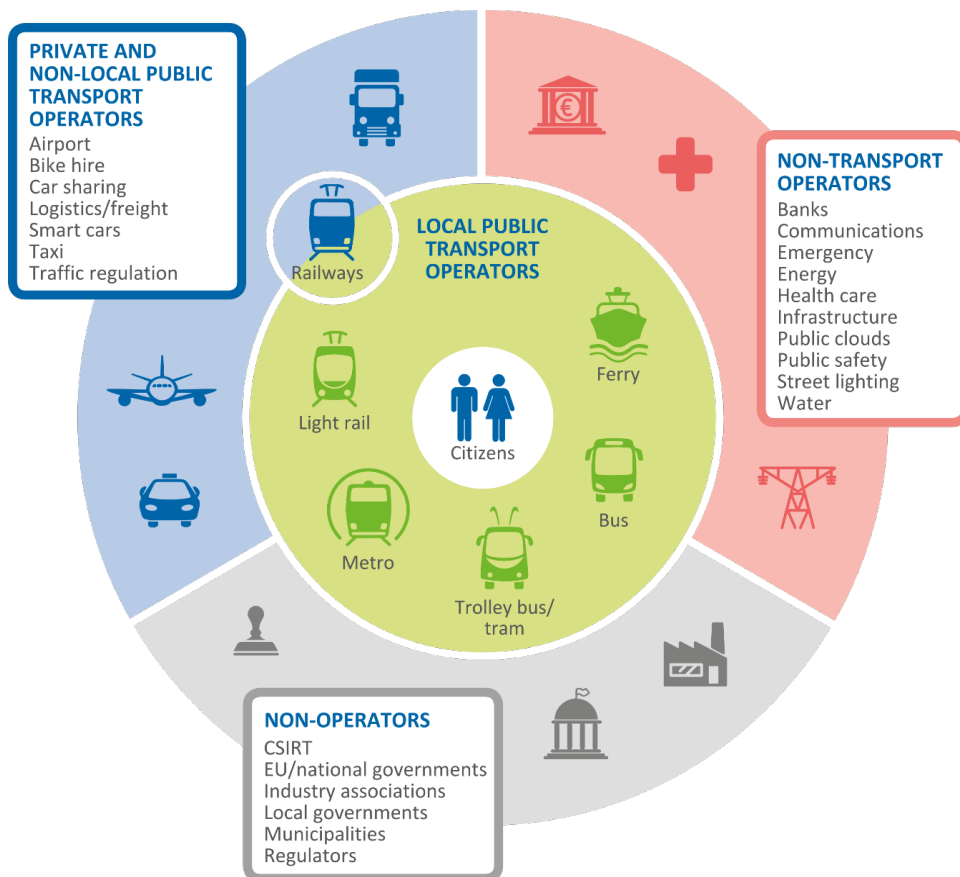 PRIVATE AND
NON-LOCAL PUBLIC
TRANSPORT
OPERATORS
Airport
Bike hire
Car sharing
Logistics/freight
Smart cars
Taxi
Traffic regulation
NON-TRANSPORT
OPERATORS
Banks
Communications
Emergency
Energy
Health care
Infrastructure
Public clouds
Public safety
Street lighting
Water
LOCAL PUBLIC
TRANSPORT
OPERATORS
Railways
Ferry
Light rail
Citizens
Bus
Metro
Trolley bus/
tram
NON-OPERATORS
CSIRT
EU/national governments
Industry associations
Local governments
Municipalities
Regulators
€